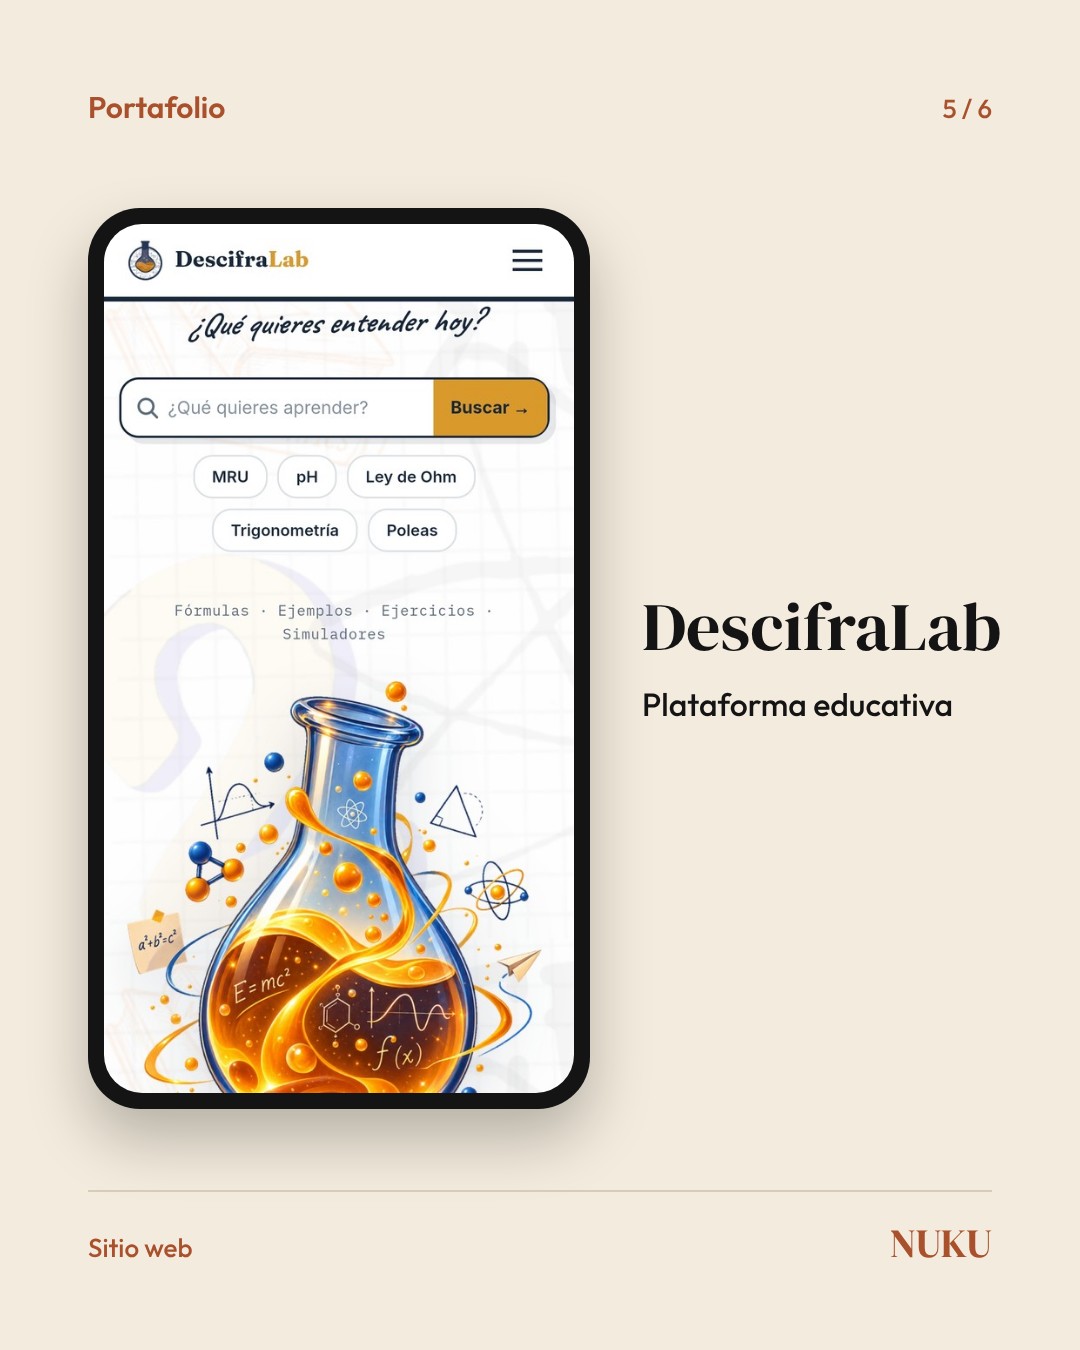 Portafolio
5 / 6
DescifraLab
¿Qué quieres entender hoy?
¿Qué quieres aprender?
Buscar →
MRU
pH
Ley de Ohm
Trigonometría
Poleas
Fórmulas · Ejemplos · Ejercicios ·
Simuladores
a²+b²=c²
E=mc²
f(x)
DescifraLab
Plataforma educativa
Sitio web
NUKU